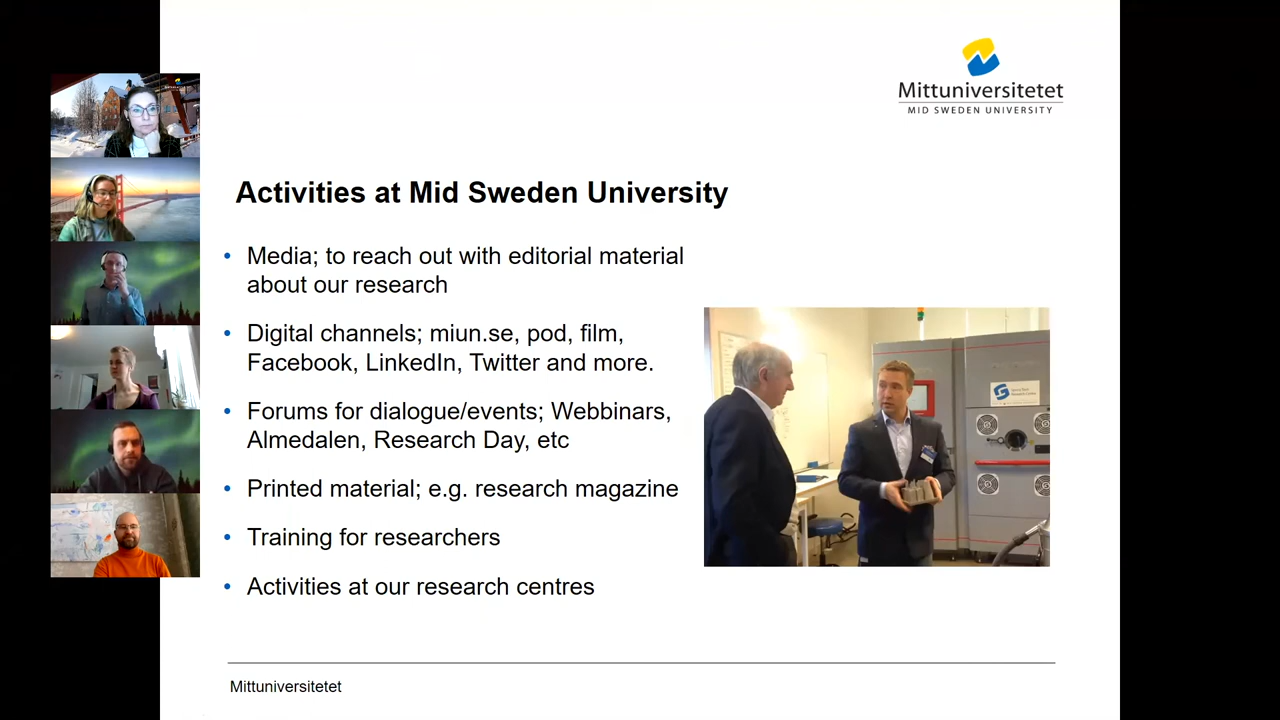 Mittuniversitetet
MID SWEDEN UNIVERSITY
Activities at Mid Sweden University
• Media; to reach out with editorial material
about our research
• Digital channels; miun.se, pod, film,
Facebook, LinkedIn, Twitter and more.
• Forums for dialogue/events; Webbinars,
Almedalen, Research Day, etc
• Printed material; e.g. research magazine
• Training for researchers
• Activities at our research centres
Mittuniversitetet